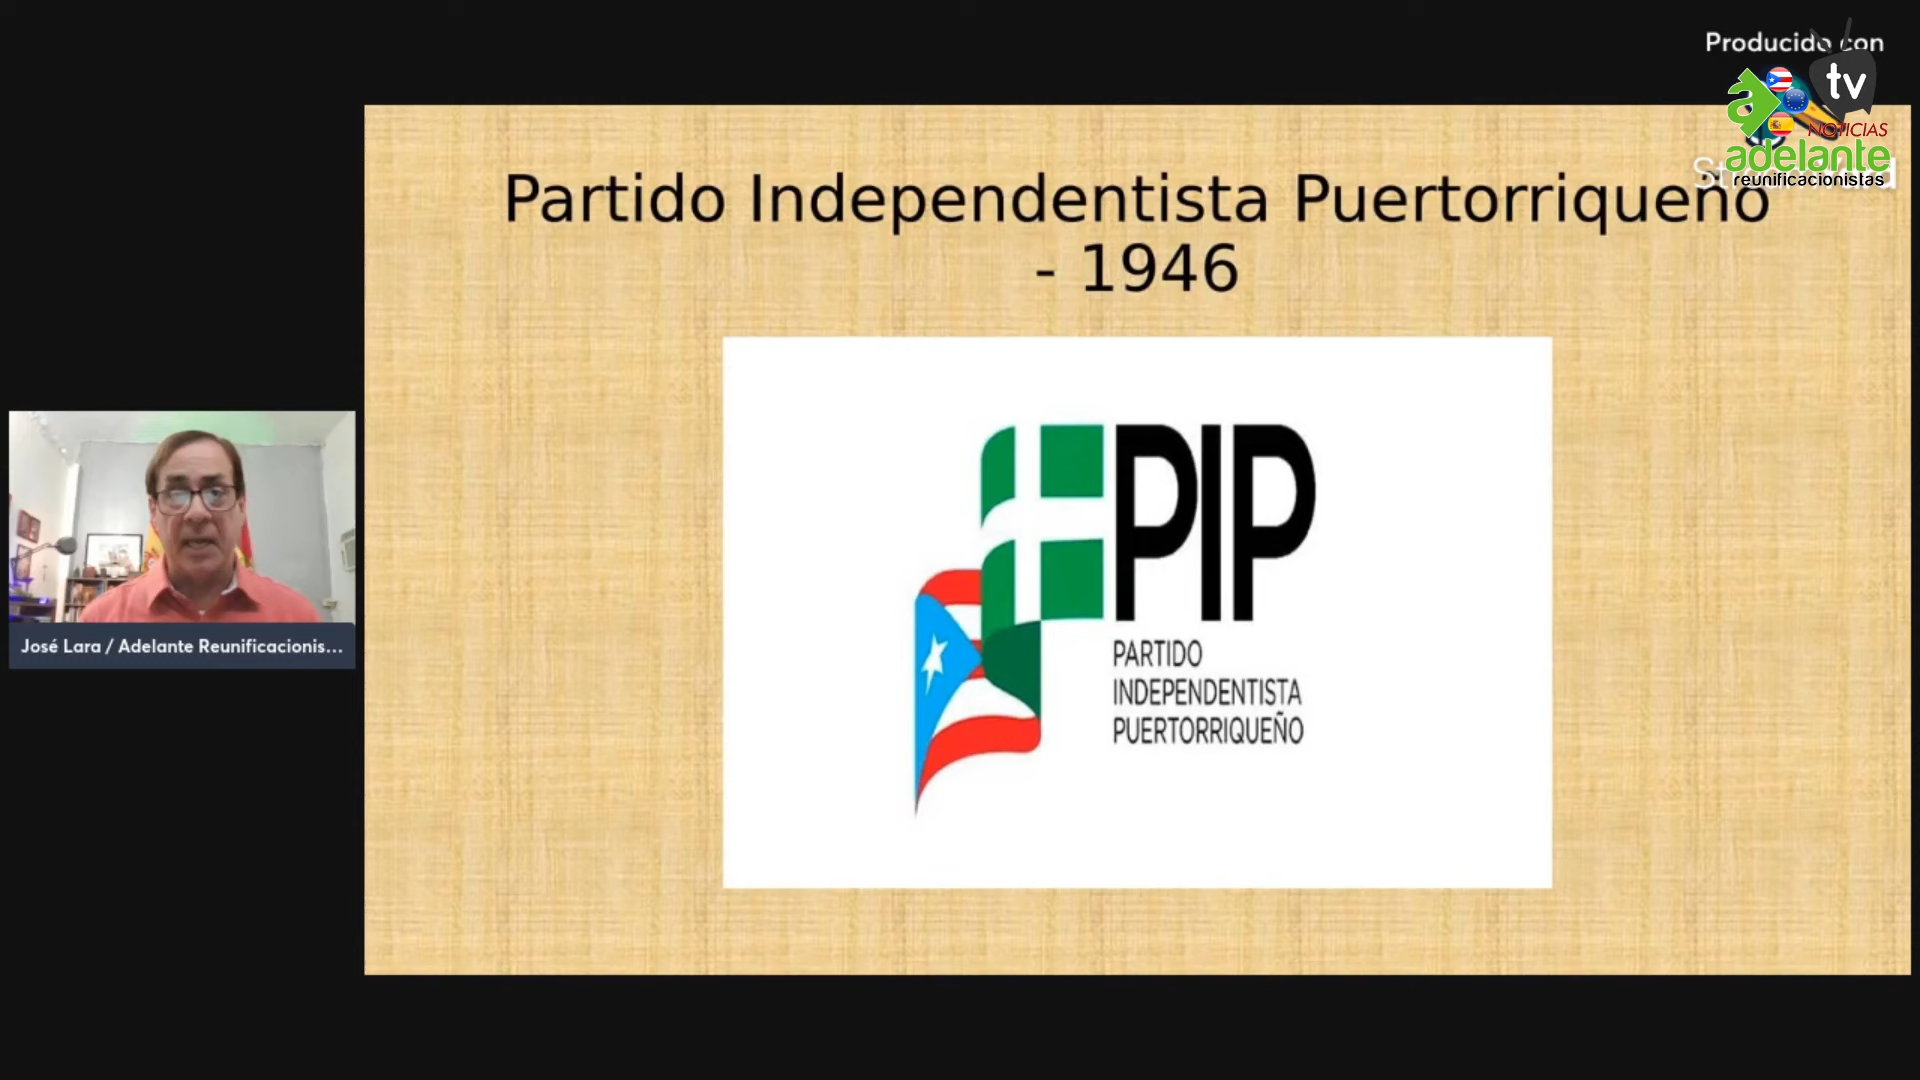 Producido con
tv
NOTICIAS
adelante
reunificacionistas
Partido Independentista Puertorriqueño
- 1946
PIP
PARTIDO
INDEPENDENTISTA
PUERTORRIQUEÑO
José Lara / Adelante Reunificacionis...